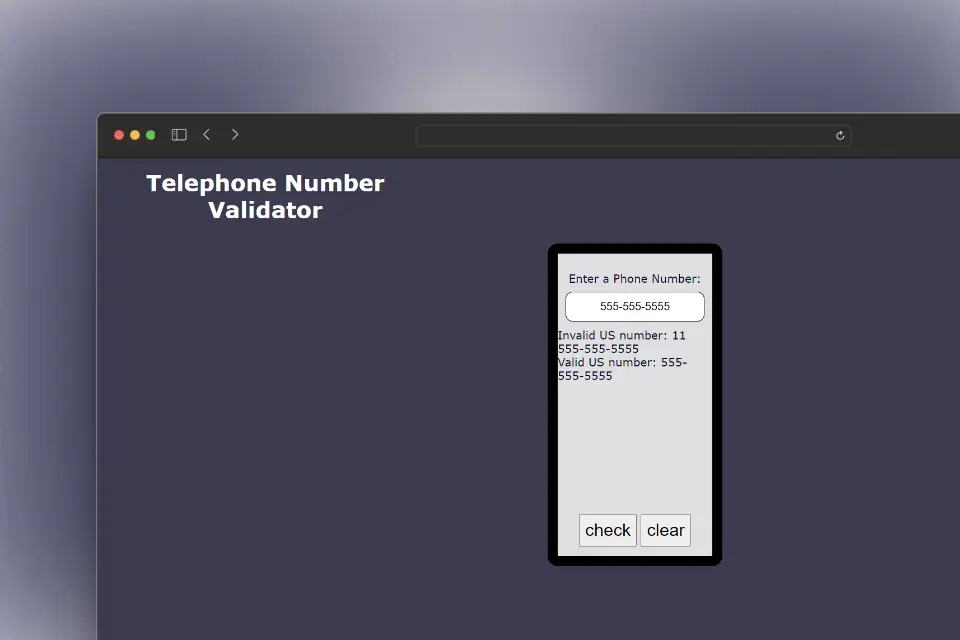 Telephone Number
Validator
Enter a Phone Number:
555-555-5555
Invalid US number: 11
555-555-5555
Valid US number: 555-
555-5555
check clear